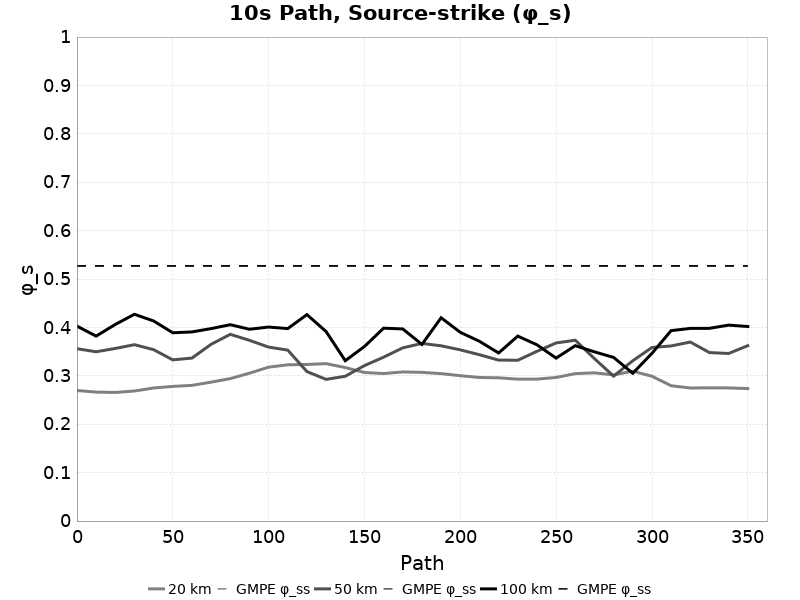 10s Path, Source-strike (φ_s)
1
0.9
0.8
0.7
0.6
0.5
0.4
0.3
0.2
0.1
0
φ_s
0 50 100 150 200 250 300 350
Path
20 km GMPE φ_ss 50 km GMPE φ_ss 100 km GMPE φ_ss